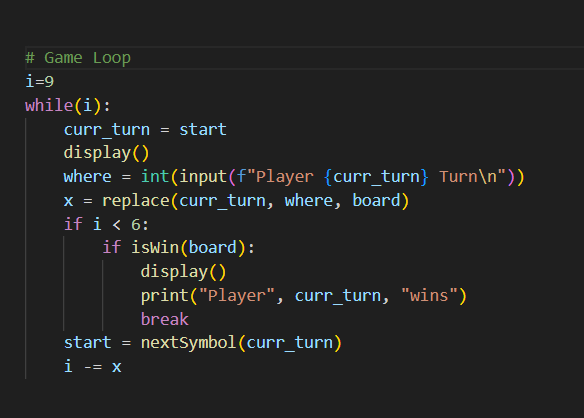 # Game Loop
i=9
while(i):
    curr_turn = start
    display()
    where = int(input(f"Player {curr_turn} Turn\n"))
    x = replace(curr_turn, where, board)
    if i < 6:
        if isWin(board):
            display()
            print("Player", curr_turn, "wins")
            break
    start = nextSymbol(curr_turn)
    i -= x